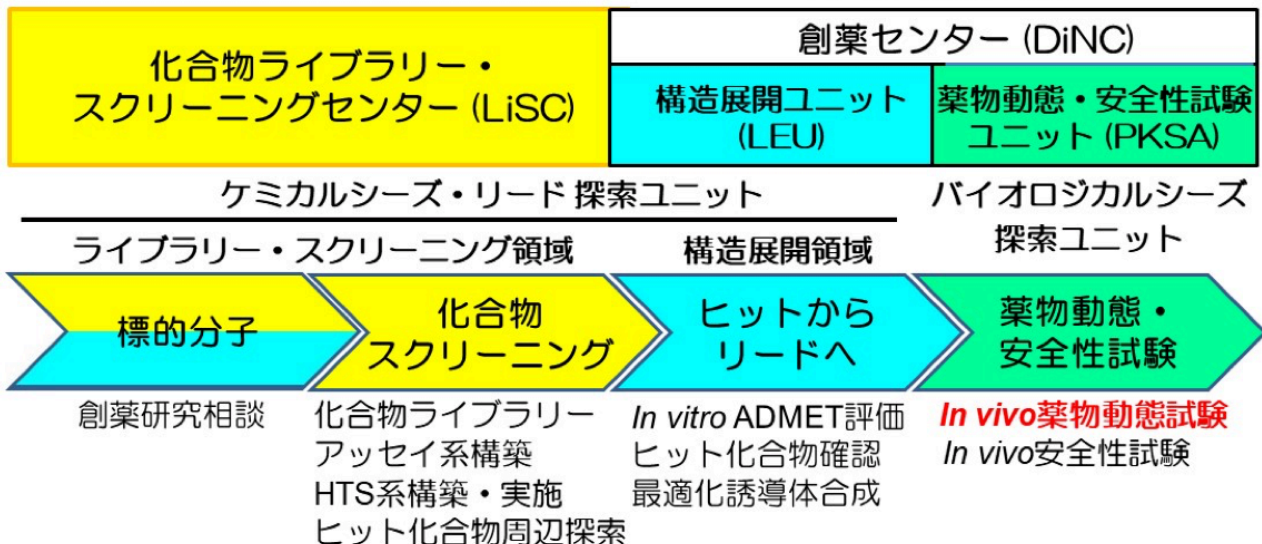 化合物ライブラリー・
スクリーニングセンター (LiSC)
創薬センター (DiNC)
構造展開ユニット
(LEU)
薬物動態・安全性試験
ユニット (PKSA)
ケミカルシーズ・リード 探索ユニット
バイオロジカルシーズ
探索ユニット
ライブラリー・スクリーニング領域
構造展開領域
標的分子
化合物
スクリーニング
ヒットから
リードへ
薬物動態・
安全性試験
創薬研究相談
化合物ライブラリー
アッセイ系構築
HTS系構築・実施
ヒット化合物周辺探索
In vitro ADMET評価
ヒット化合物確認
最適化誘導体合成
In vivo薬物動態試験
In vivo安全性試験